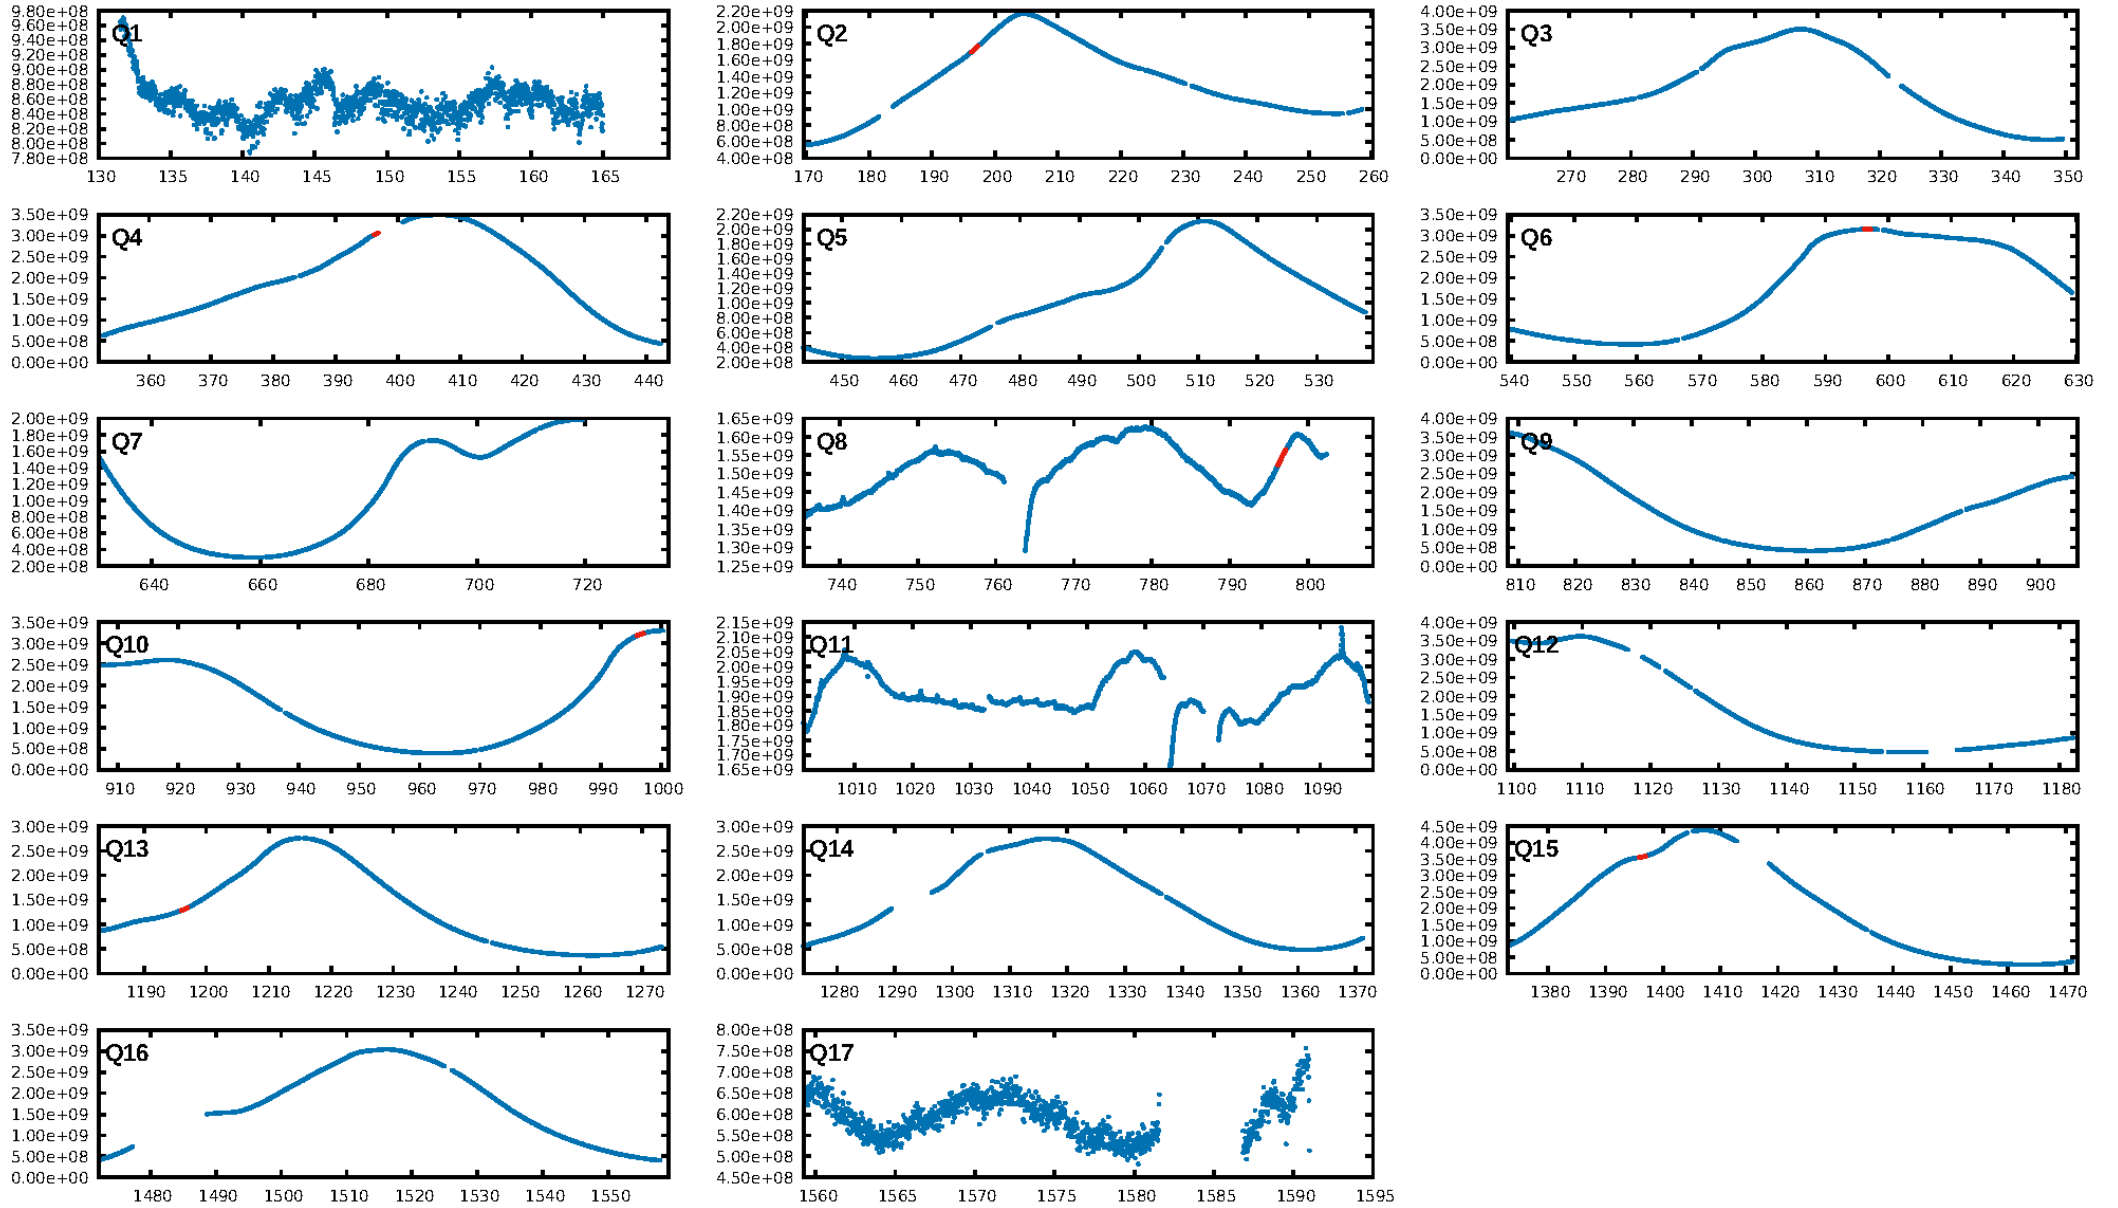 9.80e+08
9.60e+08
9.40e+08
9.20e+08
9.00e+08
8.80e+08
8.60e+08
8.40e+08
8.20e+08
8.00e+08
7.80e+08
Q1
130 135 140 145 150 155 160 165
2.20e+09
2.00e+09
1.80e+09
1.60e+09
1.40e+09
1.20e+09
1.00e+09
8.00e+08
6.00e+08
4.00e+08
Q2
170 180 190 200 210 220 230 240 250 260
4.00e+09
3.50e+09
3.00e+09
2.50e+09
2.00e+09
1.50e+09
1.00e+09
5.00e+08
0.00e+00
Q3
270 280 290 300 310 320 330 340 350
3.50e+09
3.00e+09
2.50e+09
2.00e+09
1.50e+09
1.00e+09
5.00e+08
0.00e+00
Q4
360 370 380 390 400 410 420 430 440
2.20e+09
2.00e+09
1.80e+09
1.60e+09
1.40e+09
1.20e+09
1.00e+09
8.00e+08
6.00e+08
4.00e+08
2.00e+08
Q5
450 460 470 480 490 500 510 520 530
3.50e+09
3.00e+09
2.50e+09
2.00e+09
1.50e+09
1.00e+09
5.00e+08
0.00e+00
Q6
540 550 560 570 580 590 600 610 620 630
2.00e+09
1.80e+09
1.60e+09
1.40e+09
1.20e+09
1.00e+09
8.00e+08
6.00e+08
4.00e+08
2.00e+08
Q7
640 660 680 700 720
1.65e+09
1.60e+09
1.55e+09
1.50e+09
1.45e+09
1.40e+09
1.35e+09
1.30e+09
1.25e+09
Q8
740 750 760 770 780 790 800
4.00e+09
3.50e+09
3.00e+09
2.50e+09
2.00e+09
1.50e+09
1.00e+09
5.00e+08
0.00e+00
Q9
810 820 830 840 850 860 870 880 890 900
3.50e+09
3.00e+09
2.50e+09
2.00e+09
1.50e+09
1.00e+09
5.00e+08
0.00e+00
Q10
910 920 930 940 950 960 970 980 990 1000
2.15e+09
2.10e+09
2.05e+09
2.00e+09
1.95e+09
1.90e+09
1.85e+09
1.80e+09
1.75e+09
1.70e+09
1.65e+09
Q11
1010 1020 1030 1040 1050 1060 1070 1080 1090
4.00e+09
3.50e+09
3.00e+09
2.50e+09
2.00e+09
1.50e+09
1.00e+09
5.00e+08
0.00e+00
Q12
1100 1110 1120 1130 1140 1150 1160 1170 1180
3.00e+09
2.50e+09
2.00e+09
1.50e+09
1.00e+09
5.00e+08
0.00e+00
Q13
1190 1200 1210 1220 1230 1240 1250 1260 1270
3.00e+09
2.50e+09
2.00e+09
1.50e+09
1.00e+09
5.00e+08
0.00e+00
Q14
1280 1290 1300 1310 1320 1330 1340 1350 1360 1370
4.50e+09
4.00e+09
3.50e+09
3.00e+09
2.50e+09
2.00e+09
1.50e+09
1.00e+09
5.00e+08
0.00e+00
Q15
1380 1390 1400 1410 1420 1430 1440 1450 1460 1470
3.50e+09
3.00e+09
2.50e+09
2.00e+09
1.50e+09
1.00e+09
5.00e+08
0.00e+00
Q16
1480 1490 1500 1510 1520 1530 1540 1550
8.00e+08
7.50e+08
7.00e+08
6.50e+08
6.00e+08
5.50e+08
5.00e+08
4.50e+08
Q17
1560 1565 1570 1575 1580 1585 1590 1595